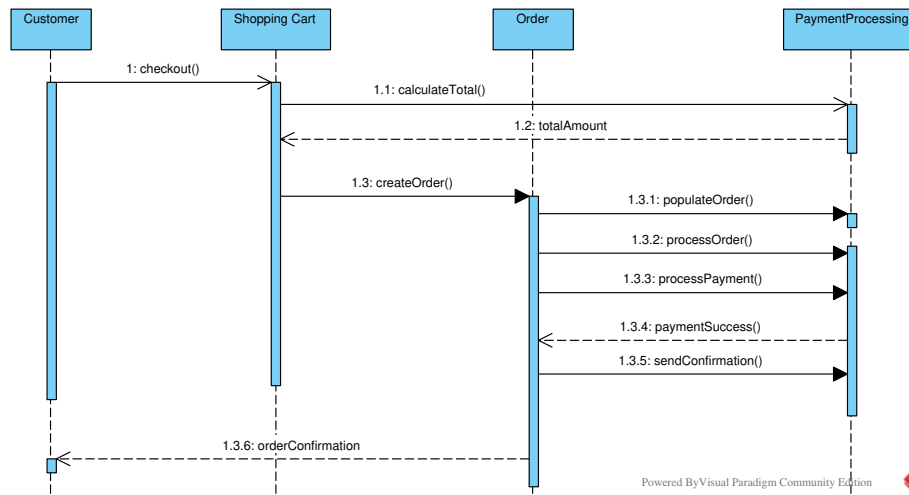 Customer
Shopping Cart
Order
PaymentProcessing
1: checkout()
1.1: calculateTotal()
1.2: totalAmount
1.3: createOrder()
1.3.1: populateOrder()
1.3.2: processOrder()
1.3.3: processPayment()
1.3.4: paymentSuccess()
1.3.5: sendConfirmation()
1.3.6: orderConfirmation
Powered ByVisual Paradigm Community Edition